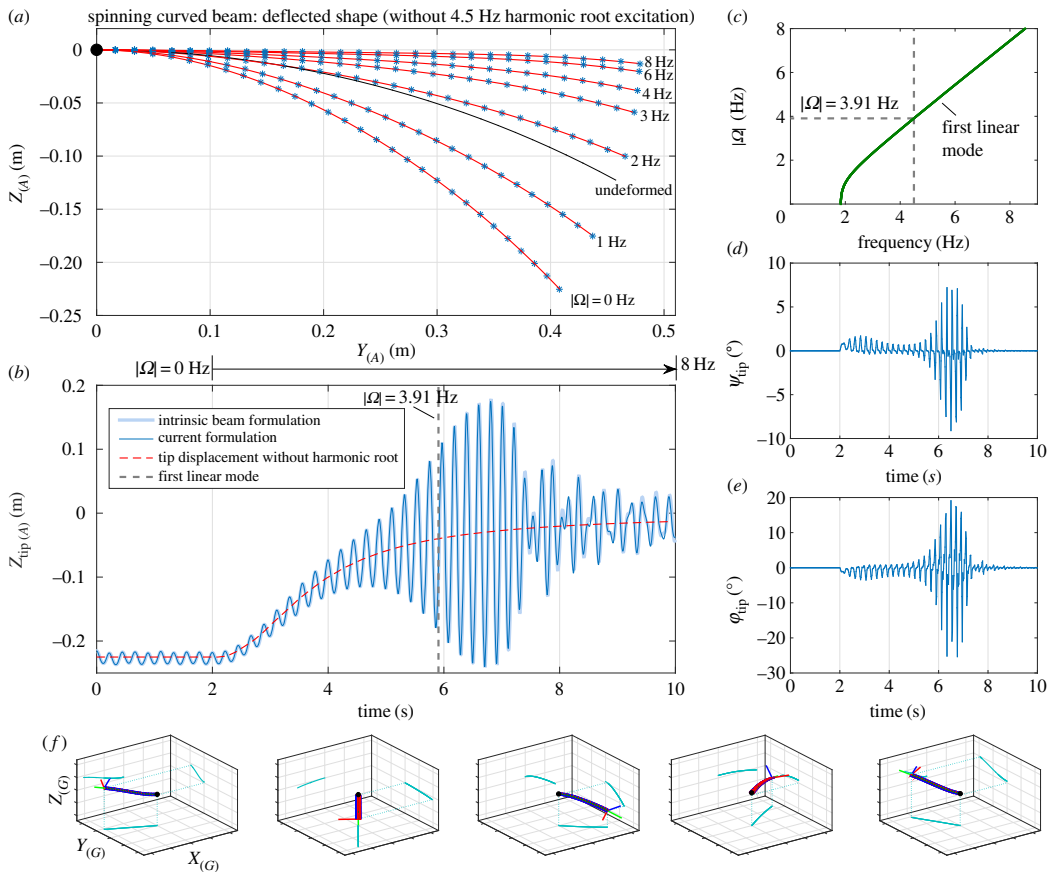 (a) spinning curved beam: deflected shape (without 4.5 Hz harmonic root excitation)
0
−0.05
−0.10
−0.15
−0.20
−0.25
Z(A) (m)
8 Hz
6 Hz
4 Hz
3 Hz
2 Hz
undeformed
1 Hz
|Ω| = 0 Hz
0 0.1 0.2 0.3 0.4 0.5
Y(A) (m)
(b) |Ω| = 0 Hz 8 Hz
|Ω| = 3.91 Hz
intrinsic beam formulation
current formulation
tip displacement without harmonic root
first linear mode
0.2
0.1
0
−0.1
−0.2
Ztip (A) (m)
0 2 4 6 8 10
time (s)
(c)
8
6
4
2
|Ω| (Hz)
|Ω| = 3.91 Hz
first linear
mode
0 2 4 6 8
frequency (Hz)
(d)
10
5
0
−5
−10
ψtip (°)
0 2 4 6 8 10
time (s)
(e)
20
10
0
−10
−20
−30
φtip (°)
0 2 4 6 8 10
time (s)
(f)
Z(G)
Y(G)
X(G)